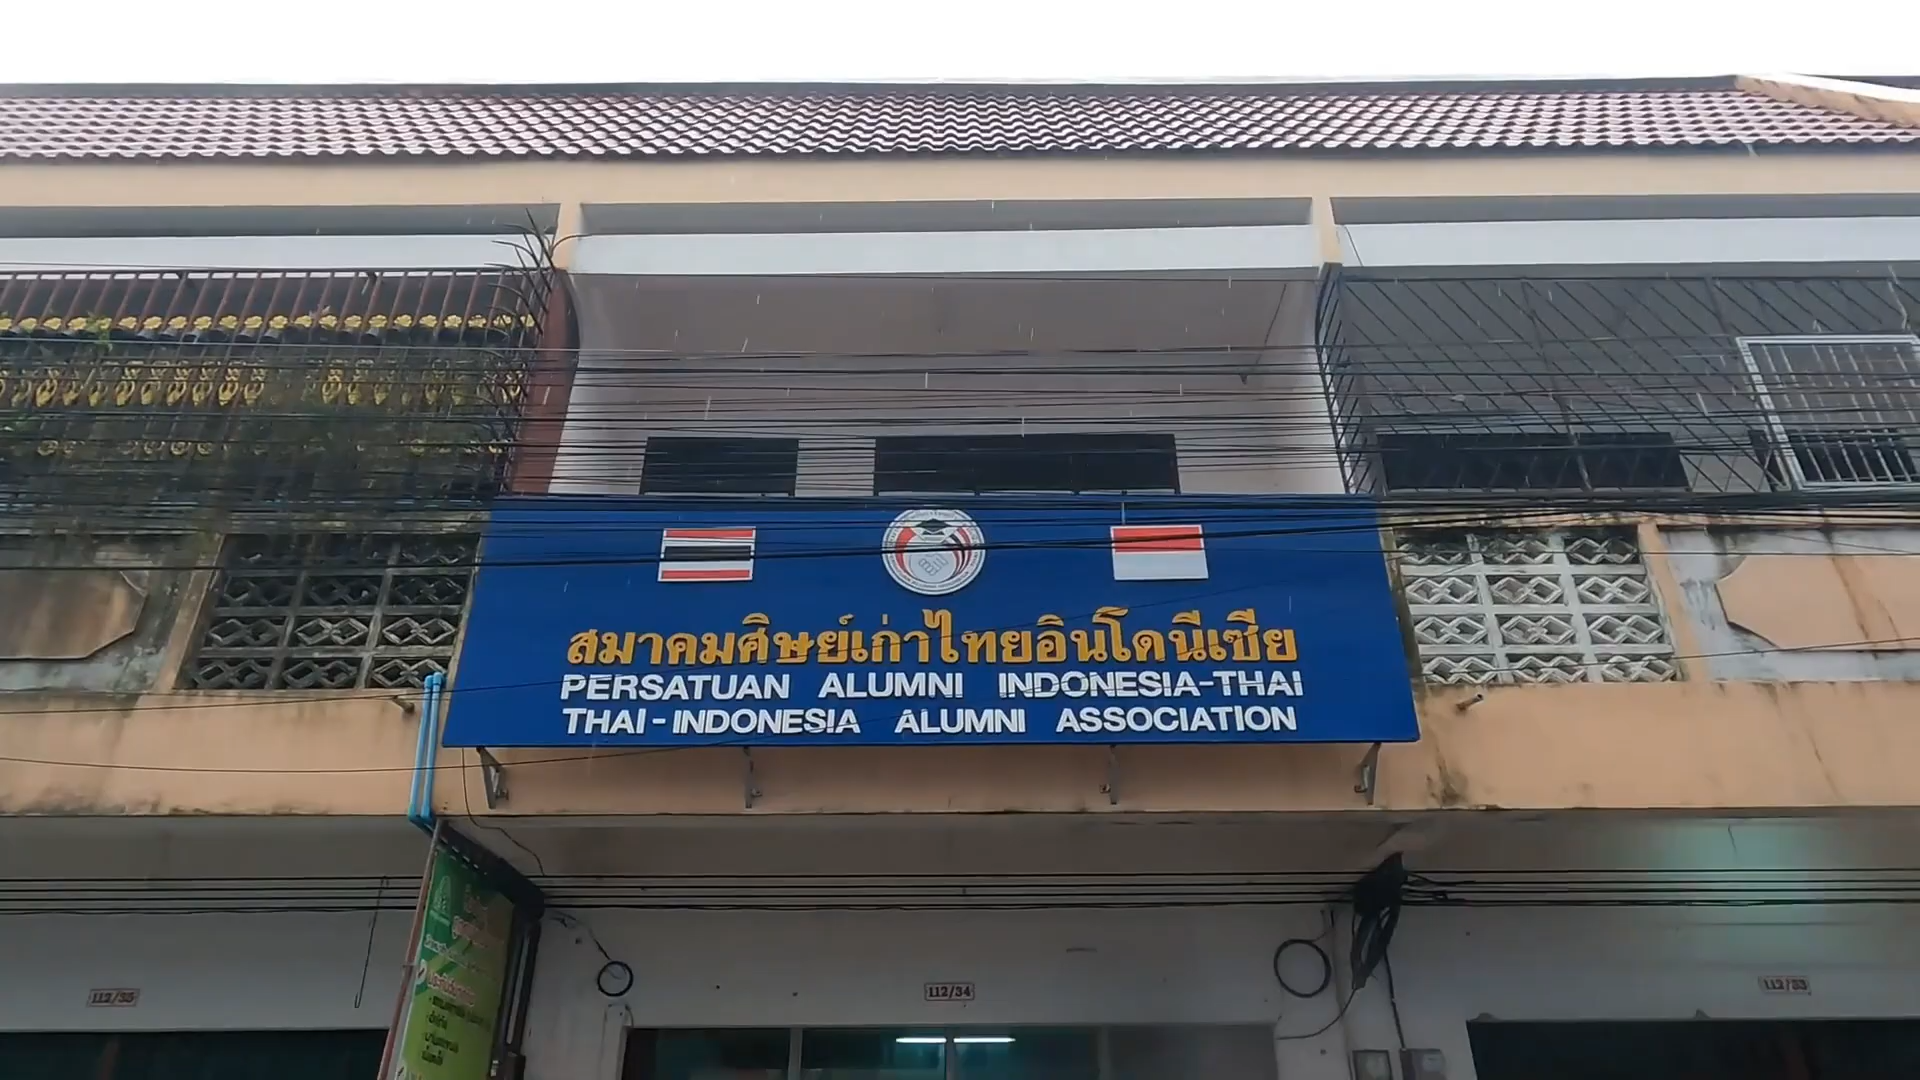 สมาคมศิษย์เก่าไทยอินโดนีเซีย
PERSATUAN ALUMNI INDONESIA-THAI
THAI-INDONESIA ALUMNI ASSOCIATION
112/35
112/34
112/33